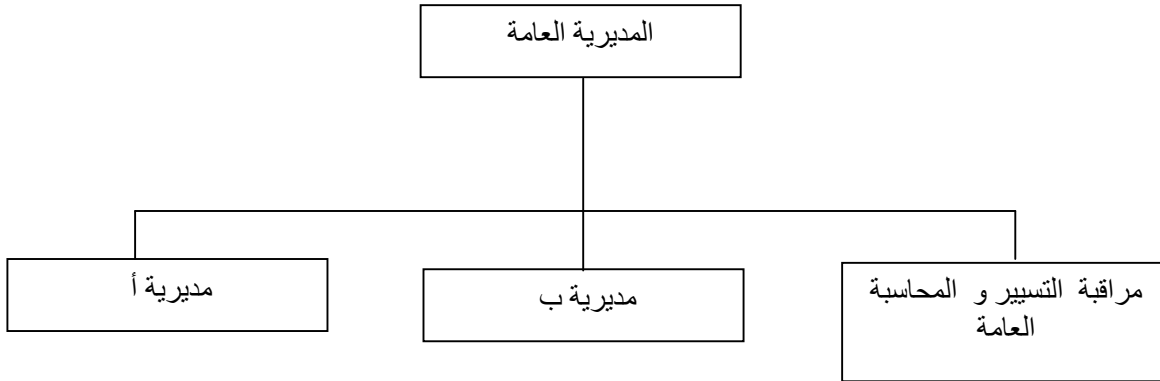 المديرية العامة
مراقبة التسيير و المحاسبة
العامة
مديرية ب
مديرية أ